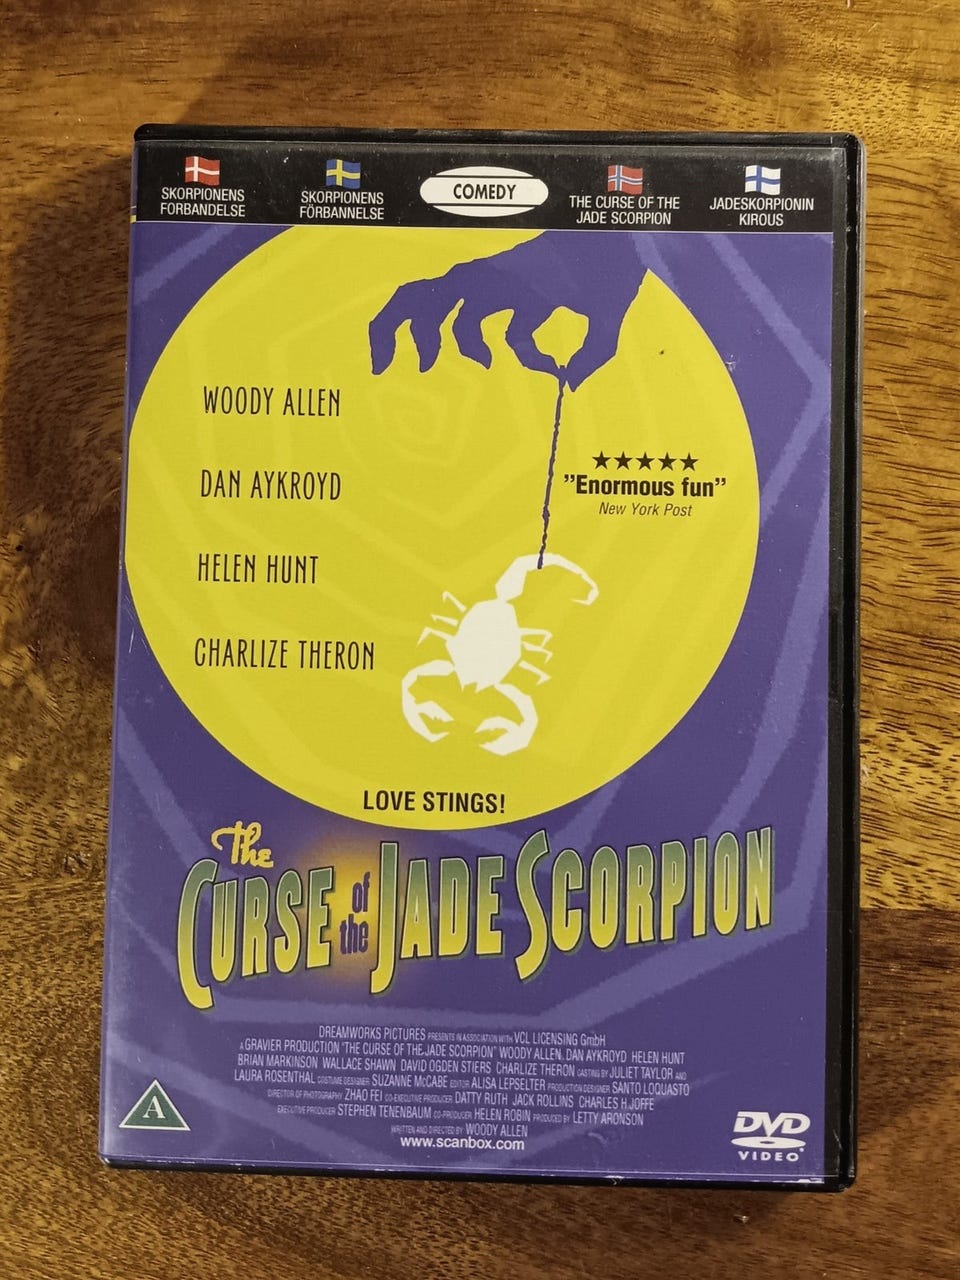 SKORPIONENS
FORBANDELSE
SKORPIONENS
FÖRBANNELSE
COMEDY
THE CURSE OF THE
JADE SCORPION
JADESKORPIONIN
KIROUS
WOODY ALLEN
DAN AYKROYD
HELEN HUNT
CHARLIZE THERON
★★★★★
”Enormous fun”
New York Post
LOVE STINGS!
The
CURSE of the JADE SCORPION
DREAMWORKS PICTURES PRESENTS IN ASSOCIATION WITH VCL LICENSING GmbH
A GRAVIER PRODUCTION "THE CURSE OF THE JADE SCORPION" WOODY ALLEN DAN AYKROYD HELEN HUNT
BRIAN MARKINSON WALLACE SHAWN DAVID OGDEN STIERS CHARLIZE THERON CASTING BY JULIET TAYLOR AND
LAURA ROSENTHAL COSTUME DESIGNER SUZANNE McCABE EDITOR ALISA LEPSELTER PRODUCTION DESIGNER SANTO LOQUASTO
DIRECTOR OF PHOTOGRAPHY ZHAO FEI CO-EXECUTIVE PRODUCER DATTY RUTH JACK ROLLINS CHARLES H.JOFFE
EXECUTIVE PRODUCER STEPHEN TENENBAUM CO-PRODUCER HELEN ROBIN PRODUCED BY LETTY ARONSON
WRITTEN AND DIRECTED BY WOODY ALLEN
www.scanbox.com
A
DVD
VIDEO